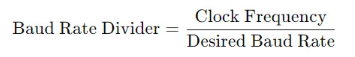 Baud Rate Divider = Clock Frequency / Desired Baud Rate